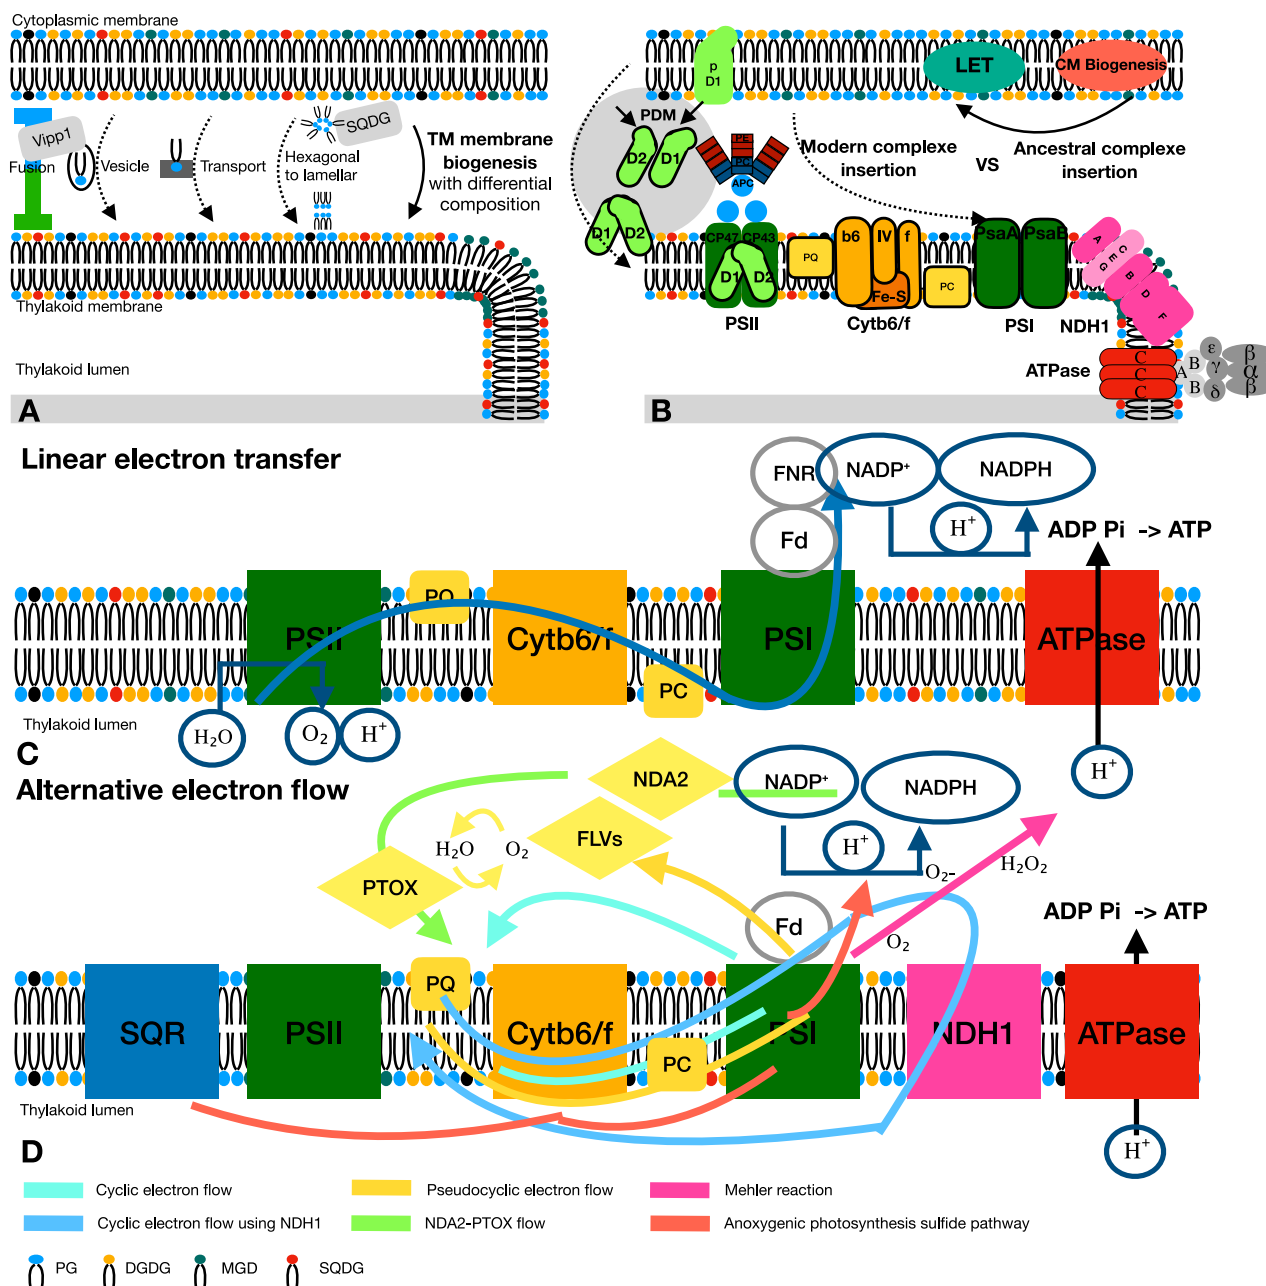 Cytoplasmic membrane
Vipp1
Fusion
Vesicle
Transport
SQDG
Hexagonal
to lamellar
TM membrane
biogenesis
with differential
composition
Thylakoid membrane
Thylakoid lumen
A
p
D1
LET
CM Biogenesis
PDM
D2
D1
PE
PC
APC
Modern complexe
insertion
VS
Ancestral complexe
insertion
D1
D2
CP47
CP43
D1
D2
PSII
PQ
b6
IV
f
Fe-S
Cytb6/f
PC
PsaA
PsaB
PSI
A
C
E
G
B
D
F
NDH1
ATPase
C
C
C
A
B
B
ε
γ
δ
β
α
β
B
Linear electron transfer
FNR
NADP+
NADPH
Fd
H+
ADP Pi -> ATP
PSII
PQ
Cytb6/f
PSI
ATPase
PC
Thylakoid lumen
H2O
O2
H+
H+
C
Alternative electron flow
NDA2
NADP+
NADPH
H2O
O2
FLVs
H+
PTOX
O2-
H2O2
Fd
O2
ADP Pi -> ATP
SQR
PSII
PQ
Cytb6/f
PC
PSI
NDH1
ATPase
Thylakoid lumen
H+
D
Cyclic electron flow
Pseudocyclic electron flow
Mehler reaction
Cyclic electron flow using NDH1
NDA2-PTOX flow
Anoxygenic photosynthesis sulfide pathway
PG
DGDG
MGD
SQDG